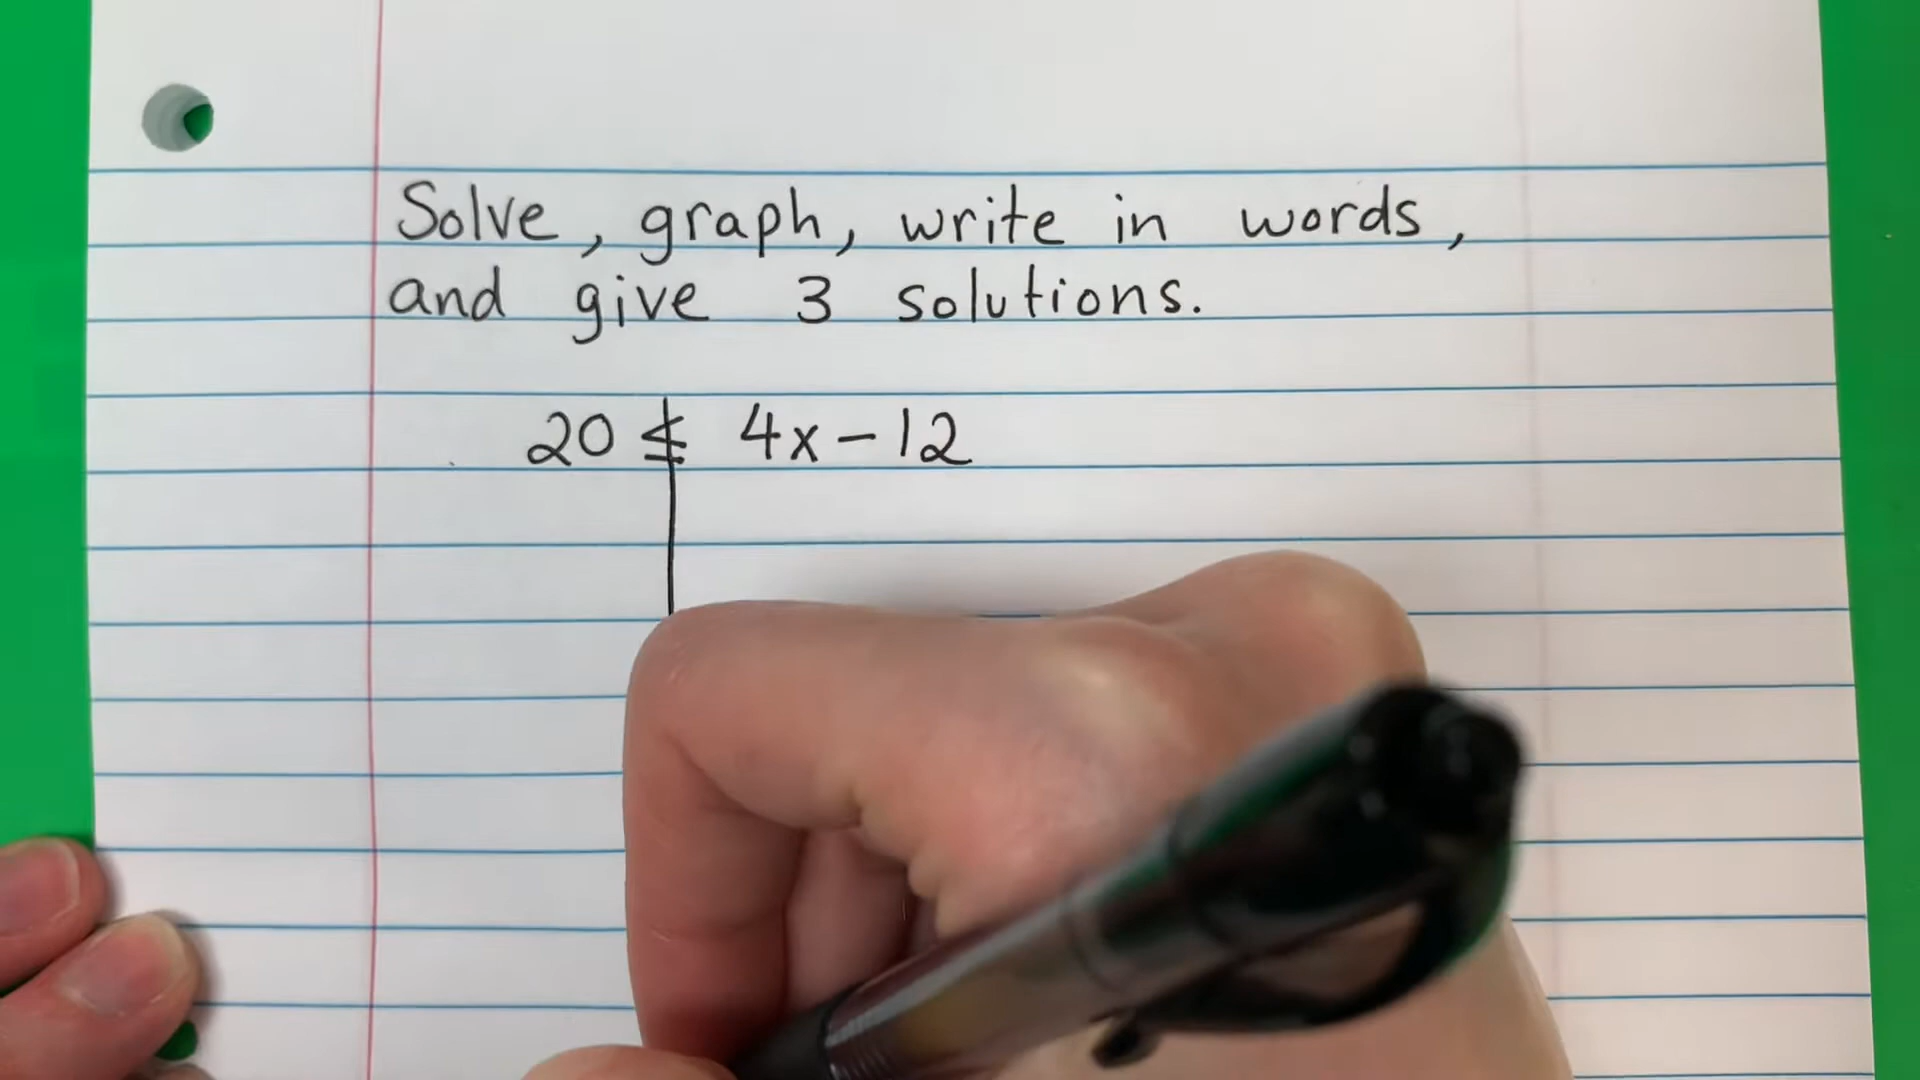 Solve, graph, write in words,
and give 3 solutions.
20 ≤ 4x - 12